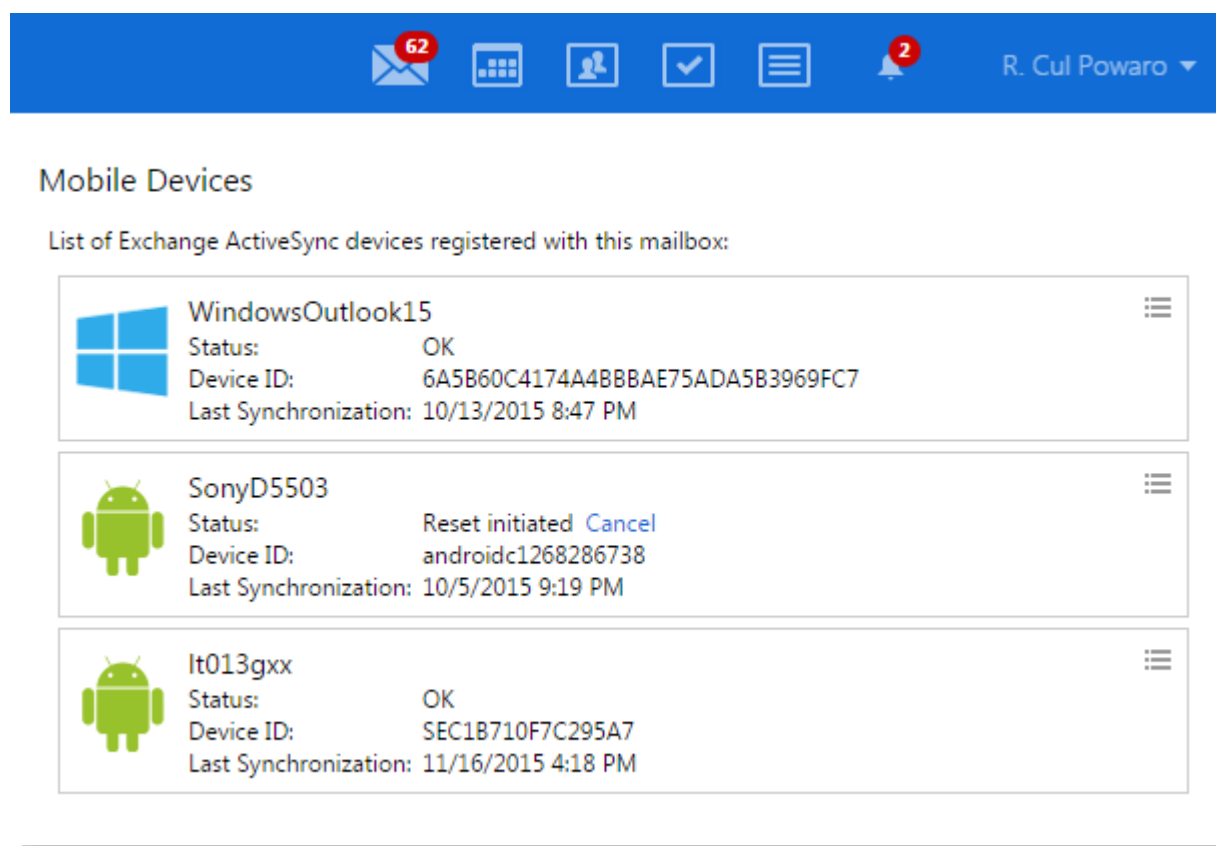 62
2
R. Cul Powaro
Mobile Devices
List of Exchange ActiveSync devices registered with this mailbox:
WindowsOutlook15
Status: OK
Device ID: 6A5B60C4174A4BBBAE75ADA5B3969FC7
Last Synchronization: 10/13/2015 8:47 PM
SonyD5503
Status: Reset initiated Cancel
Device ID: androidc1268286738
Last Synchronization: 10/5/2015 9:19 PM
lt013gxx
Status: OK
Device ID: SEC1B710F7C295A7
Last Synchronization: 11/16/2015 4:18 PM